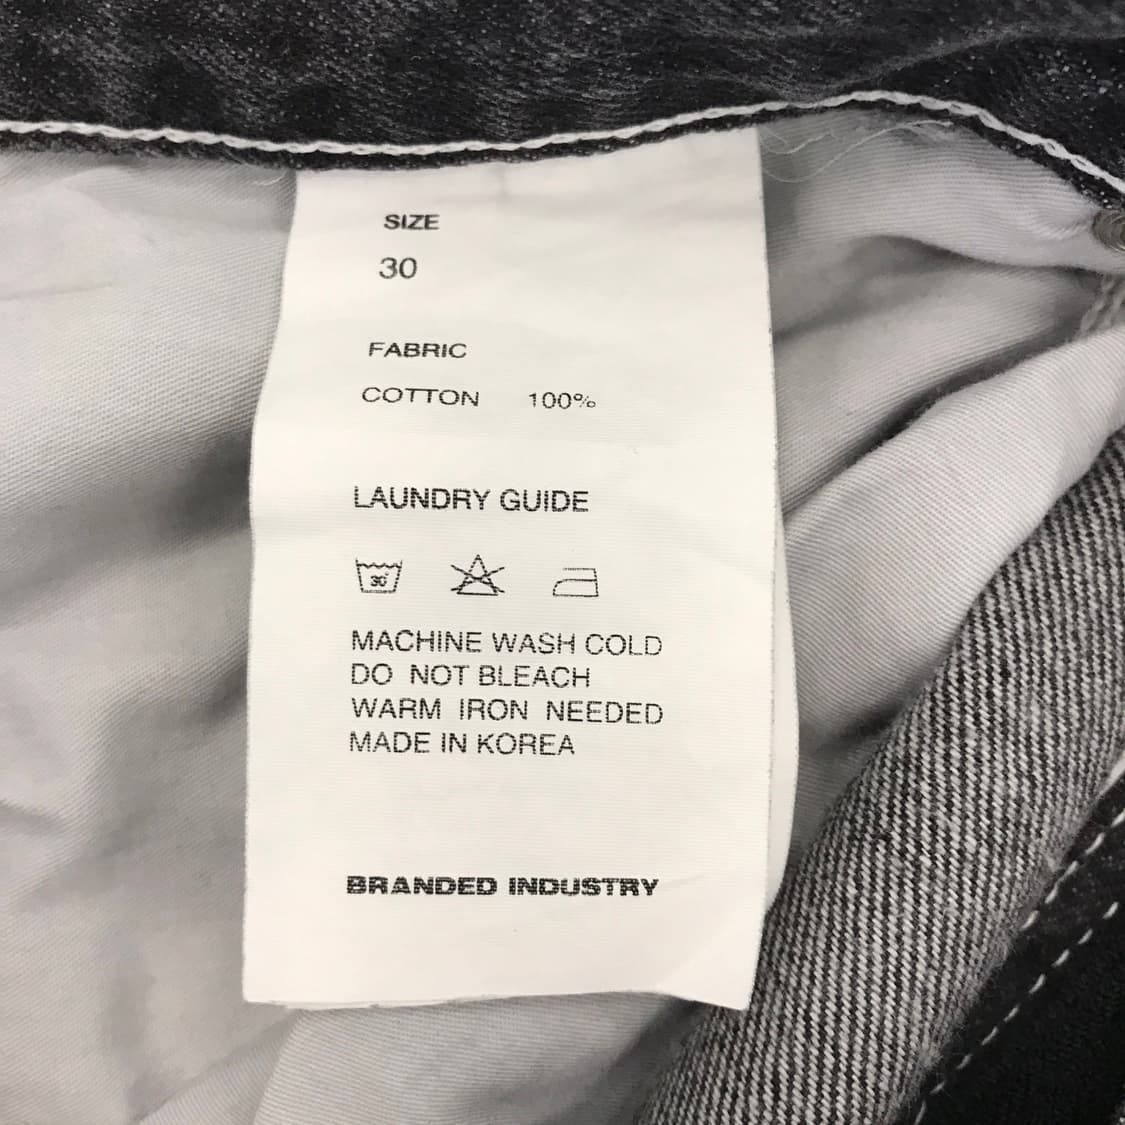 SIZE
30
FABRIC
COTTON 100%
LAUNDRY GUIDE
30°
MACHINE WASH COLD
DO NOT BLEACH
WARM IRON NEEDED
MADE IN KOREA
BRANDED INDUSTRY